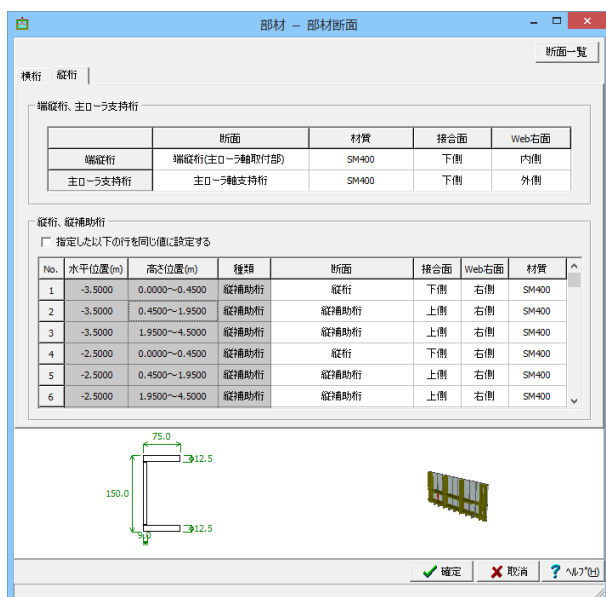 部材 － 部材断面
断面一覧
横桁 縦桁
端縦桁、主ローラ支持桁
断面 材質 接合面 Web右面
端縦桁 端縦桁(主ローラ軸取付部) SM400 下側 内側
主ローラ支持桁 主ローラ軸支持桁 SM400 下側 外側
縦桁、縦補助桁
指定した以下の行を同じ値に設定する
No. 水平位置(m) 高さ位置(m) 種類 断面 接合面 Web右面 材質
1 -3.5000 0.0000～0.4500 縦補助桁 縦桁 下側 右側 SM400
2 -3.5000 0.4500～1.9500 縦補助桁 縦補助桁 上側 右側 SM400
3 -3.5000 1.9500～4.5000 縦補助桁 縦補助桁 上側 右側 SM400
4 -2.5000 0.0000～0.4500 縦補助桁 縦桁 下側 右側 SM400
5 -2.5000 0.4500～1.9500 縦補助桁 縦補助桁 上側 右側 SM400
6 -2.5000 1.9500～4.5000 縦補助桁 縦補助桁 上側 右側 SM400
75.0
12.5
150.0
12.5
9.0
確定 取消 ? ヘルプ(H)